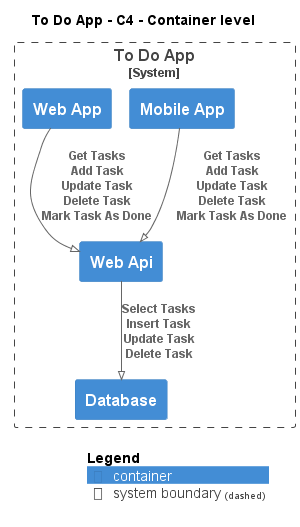 To Do App - C4 - Container level
To Do App
[System]
Web App
Mobile App
Get Tasks
Add Task
Update Task
Delete Task
Mark Task As Done
Get Tasks
Add Task
Update Task
Delete Task
Mark Task As Done
Web Api
Select Tasks
Insert Task
Update Task
Delete Task
Database
Legend
container
system boundary (dashed)